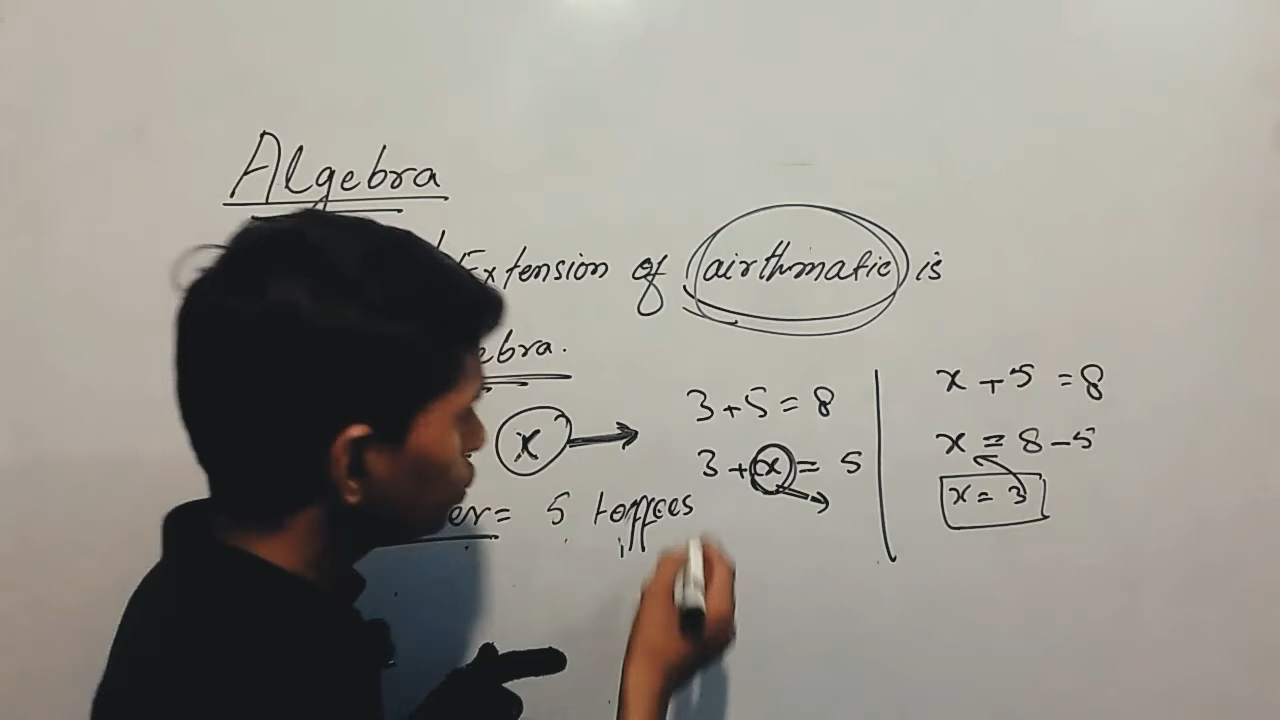 Algebra
Extension of airthmatic is
ebra.
x → 3+5=8
3+x=5
er= 5 toffees
x+5=8
x=8-5
x=3